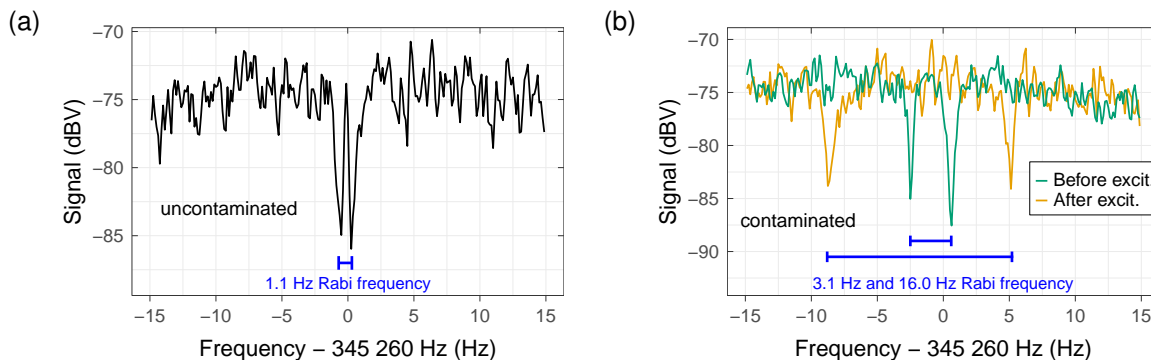 (a)
Signal (dBV)
−70
−75
−80
−85
uncontaminated
1.1 Hz Rabi frequency
−15 −10 −5 0 5 10 15
Frequency − 345 260 Hz (Hz)
(b)
Signal (dBV)
−70
−75
−80
−85
−90
Before excit.
After excit.
contaminated
3.1 Hz and 16.0 Hz Rabi frequency
−15 −10 −5 0 5 10 15
Frequency − 345 260 Hz (Hz)